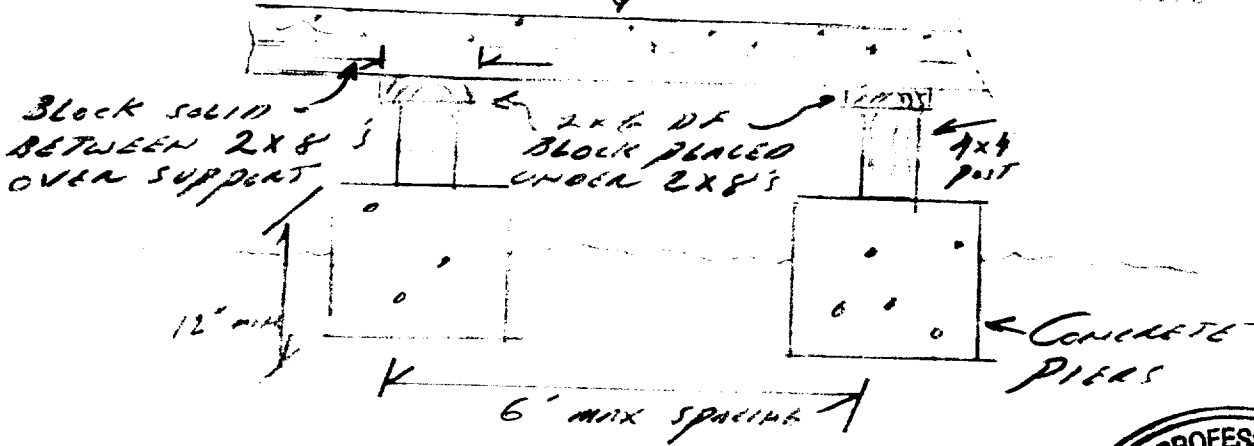 BLOCK SOLID
BETWEEN 2X8'S
OVER SUPPORT
2x6 DF
BLOCK PLACED
UNDER 2X8'S
4x4
POST
12" MIN
CONCRETE
PIERS
6' MAX SPACING
PROFES